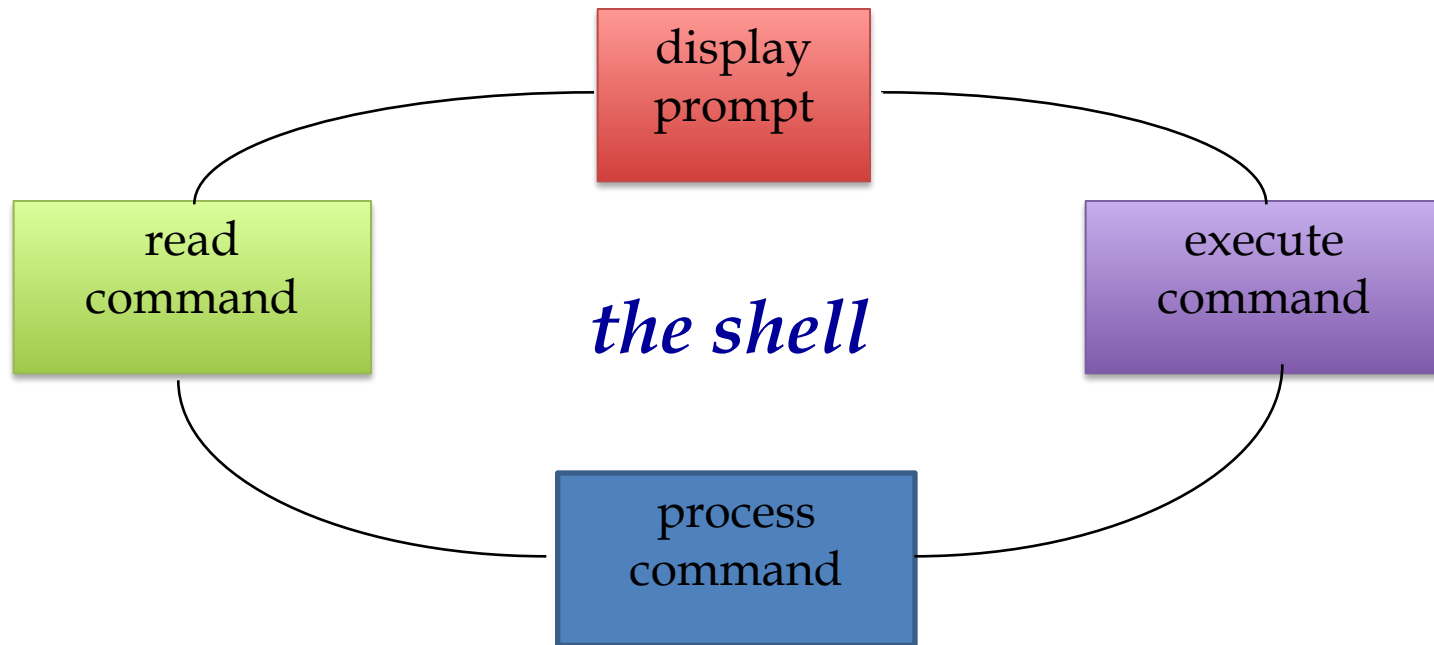 display
prompt
read
command
execute
command
the shell
process
command